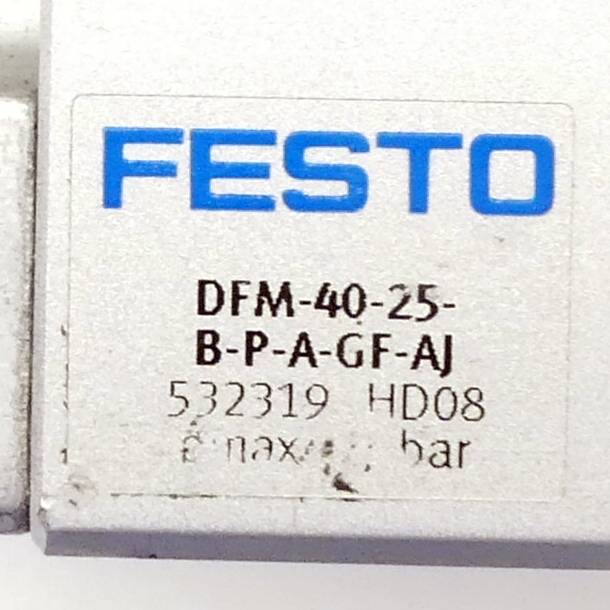 FESTO
DFM-40-25-
B-P-A-GF-AJ
532319 HD08
bar